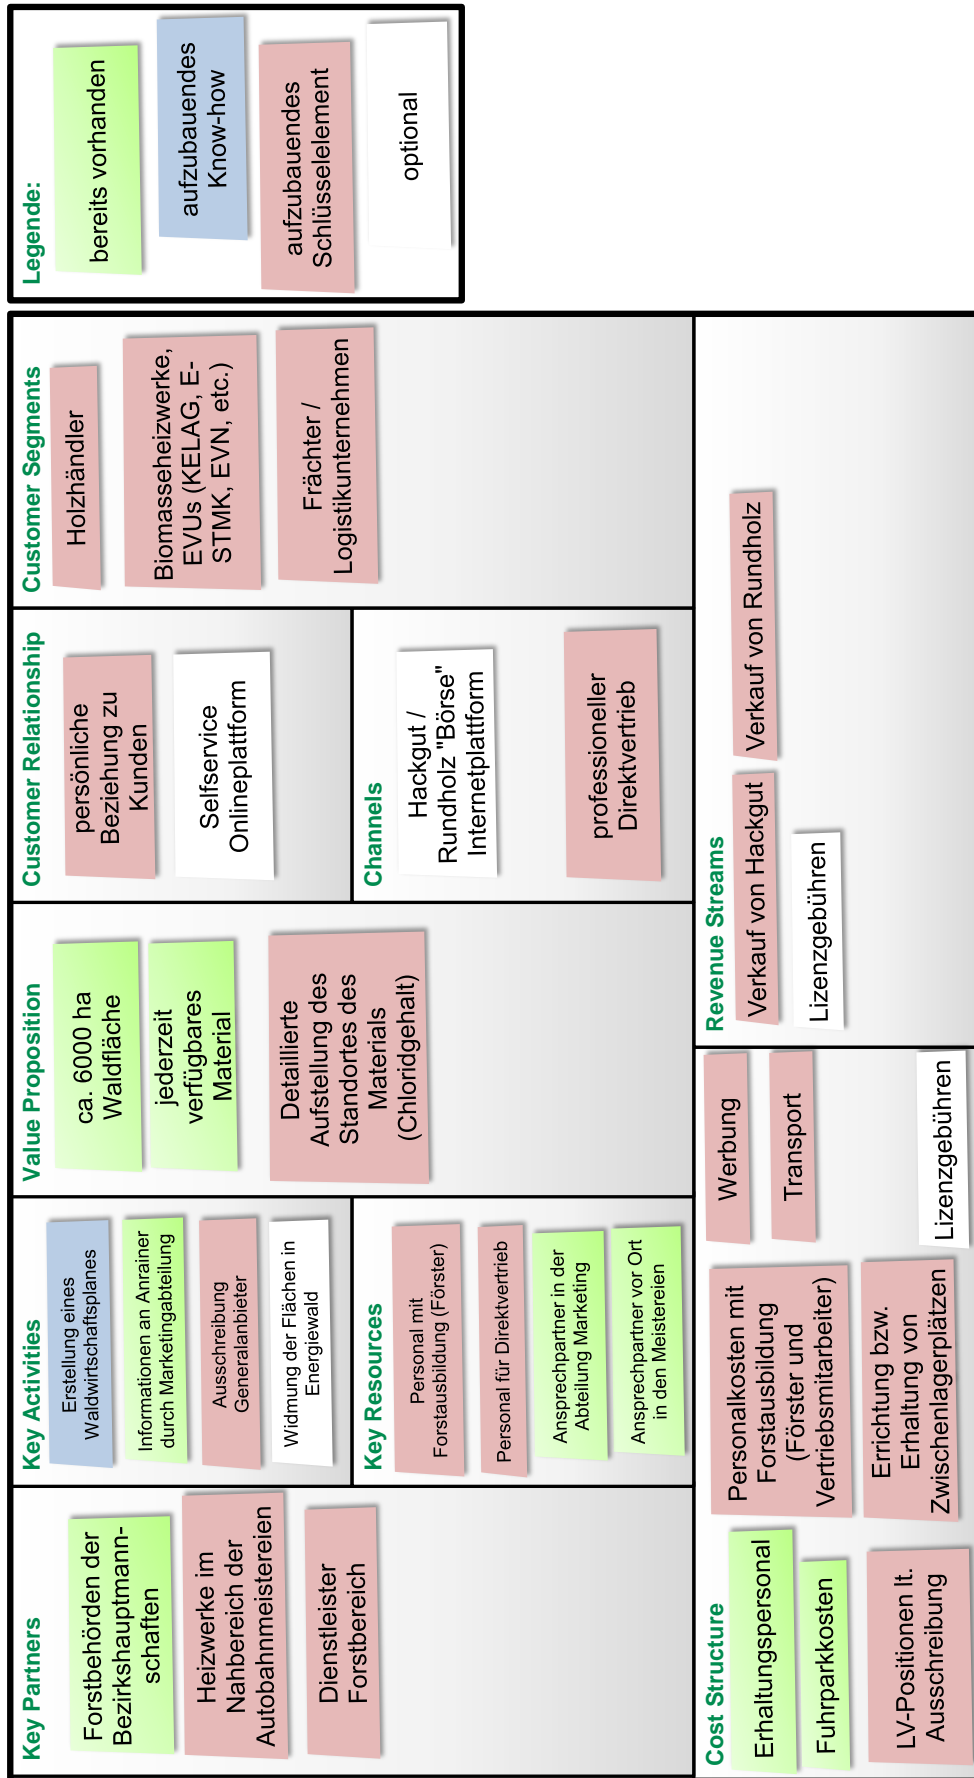 Key Partners
Forstbehörden der
Bezirkshauptmann-
schaften
Heizwerke im
Nahbereich der
Autobahnmeistereien
Dienstleister
Forstbereich
Key Activities
Erstellung eines
Waldwirtschaftsplanes
Informationen an Anrainer
durch Marketingabteilung
Ausschreibung
Generalanbieter
Widmung der Flächen in
Energiewald
Key Resources
Personal mit
Forstausbildung (Förster)
Personal für Direktvertrieb
Ansprechpartner in der
Abteilung Marketing
Ansprechpartner vor Ort
in den Meistereien
Value Proposition
ca. 6000 ha
Waldfläche
jederzeit
verfügbares
Material
Detaillierte
Aufstellung des
Standortes des
Materials
(Chloridgehalt)
Customer Relationship
persönliche
Beziehung zu
Kunden
Selfservice
Onlineplattform
Channels
Hackgut /
Rundholz "Börse"
Internetplattform
professioneller
Direktvertrieb
Customer Segments
Holzhändler
Biomasseheizwerke,
EVUs (KELAG, E-
STMK, EVN, etc.)
Frächter /
Logistikunternehmen
Cost Structure
Erhaltungspersonal
Fuhrparkkosten
LV-Positionen lt.
Ausschreibung
Personalkosten mit
Forstausbildung
(Förster und
Vertriebsmitarbeiter)
Errichtung bzw.
Erhaltung von
Zwischenlagerplätzen
Werbung
Transport
Lizenzgebühren
Revenue Streams
Verkauf von Hackgut
Verkauf von Rundholz
Lizenzgebühren
Legende:
bereits vorhanden
aufzubauendes
Know-how
aufzubauendes
Schlüsselelement
optional